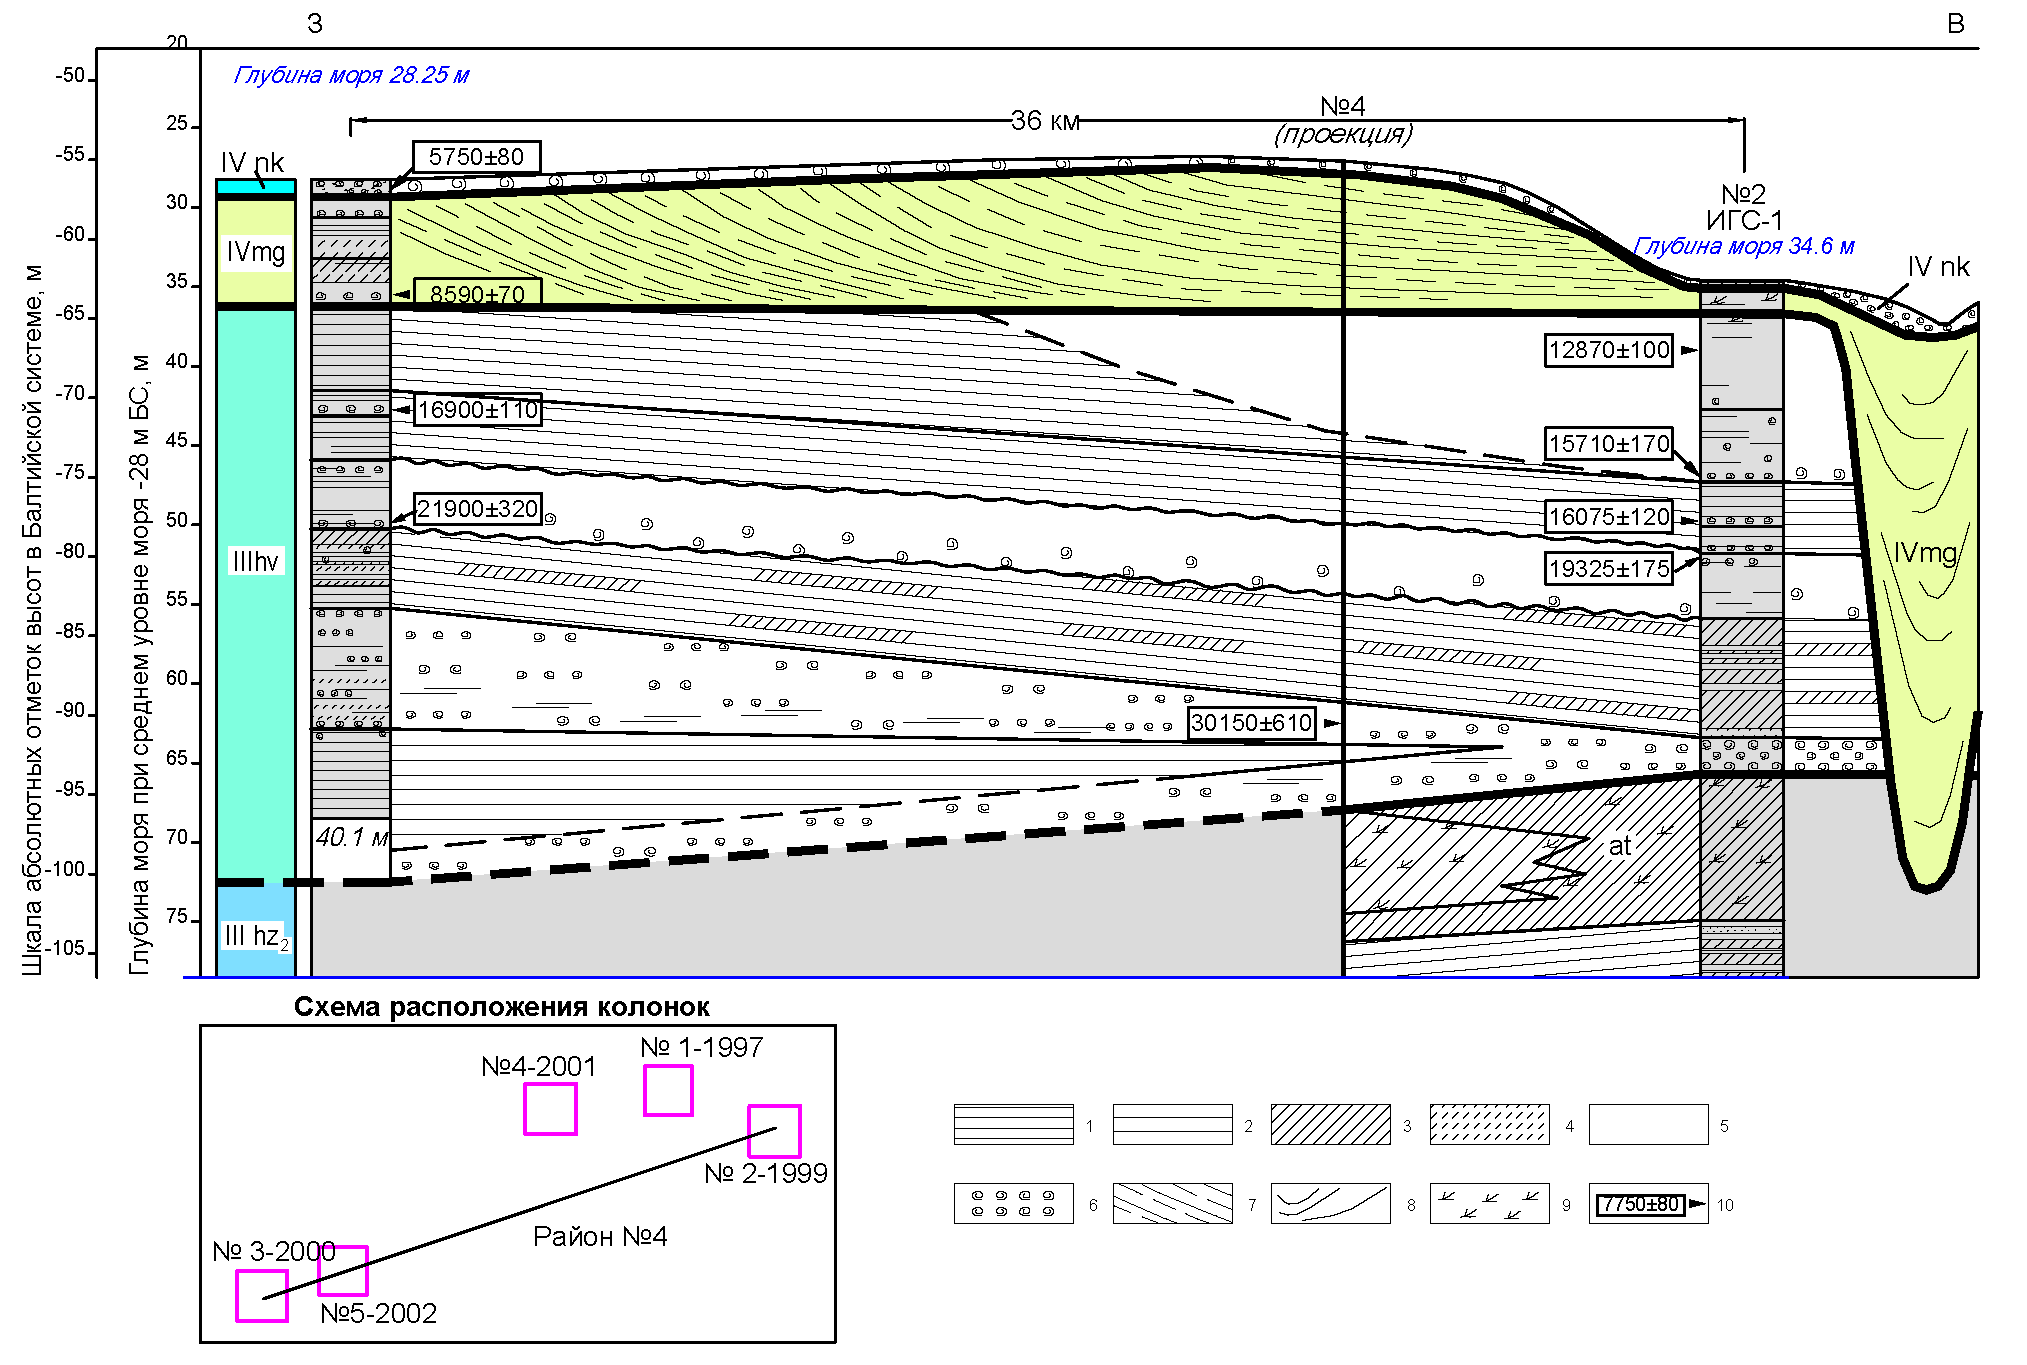 З
В
20
Глубина моря 28.25 м
-50
25
36 км
№4
(проекция)
5750±80
IV nk
-55
30
№2
ИГС-1
-60
IVmg
Глубина моря 34.6 м
IV nk
35
8590±70
-65
12870±100
40
-70
16900±110
45
15710±170
-75
21900±320
50
16075±120
-80
IIIhv
19325±175
IVmg
55
-85
60
-90
30150±610
65
-95
70
40.1 м
at
-100
75
III hz2
-105
Шкала абсолютных отметок высот в Балтийской системе, м
Глубина моря при среднем уровне моря -28 м БС, м
Схема расположения колонок
№4-2001
№ 1-1997
№ 2-1999
Район №4
№ 3-2000
№5-2002
1
2
3
4
5
6
7
8
9
7750±80
10